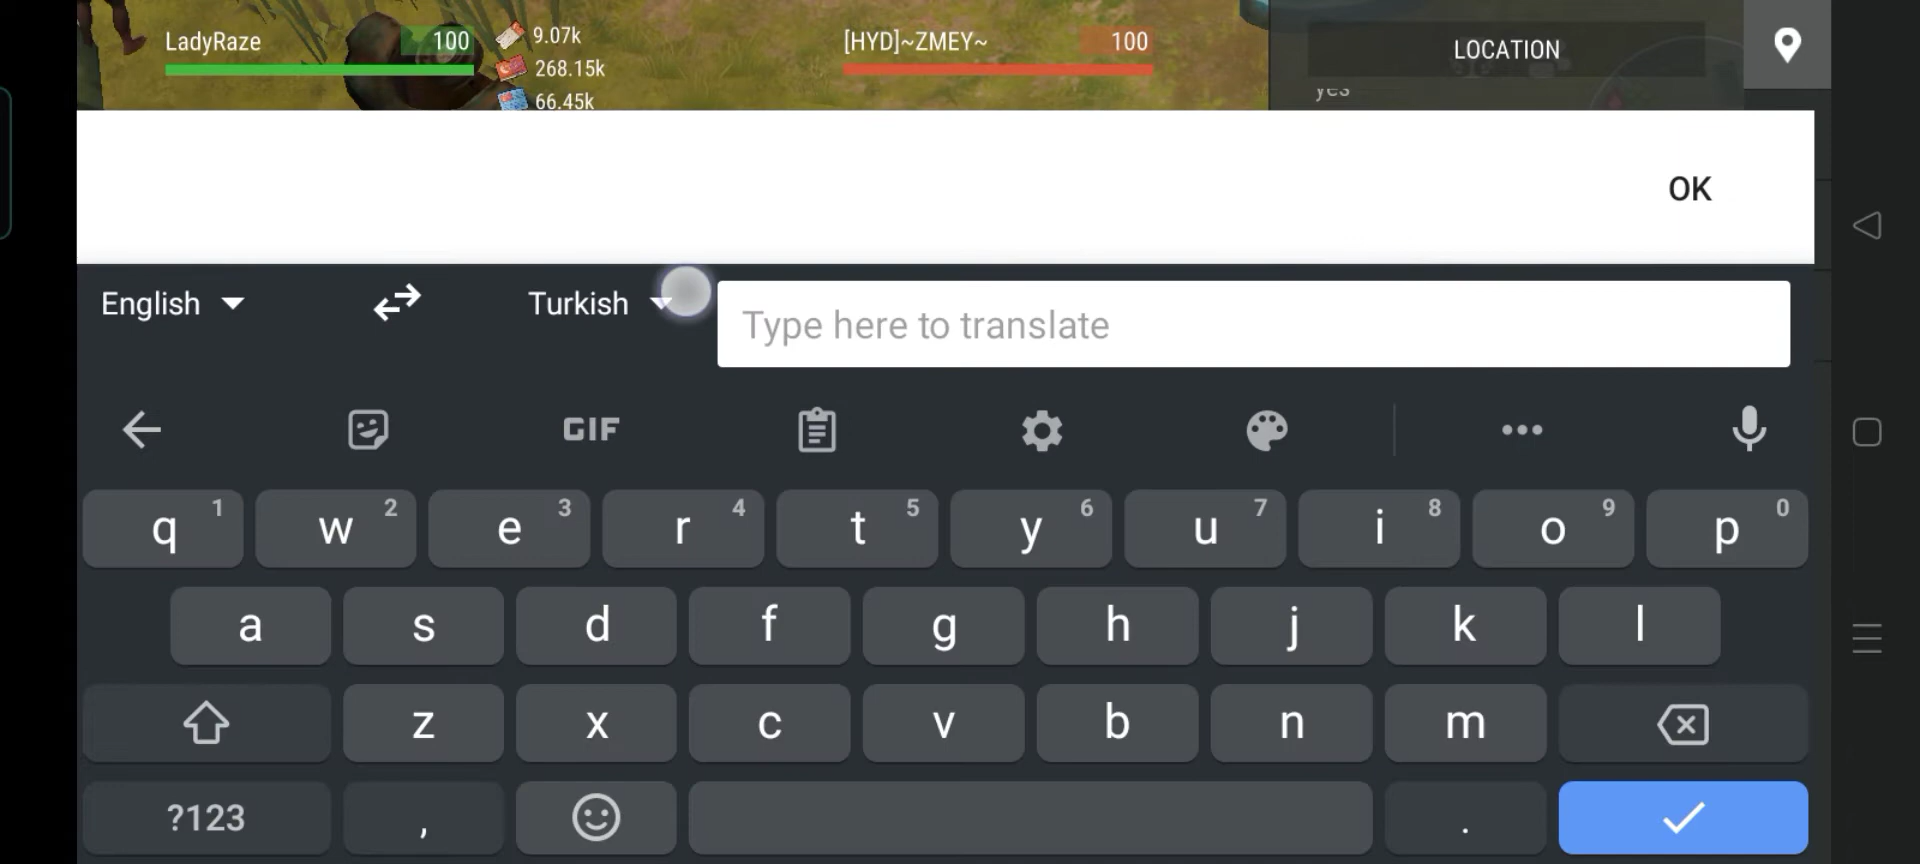 LadyRaze 100 9.07k [HYD]~ZMEY~ 100 LOCATION
268.15k
66.45k
yes
OK
English Turkish Type here to translate
GIF
q 1 w 2 e 3 r 4 t 5 y 6 u 7 i 8 o 9 p 0
a s d f g h j k l
z x c v b n m
?123 , .